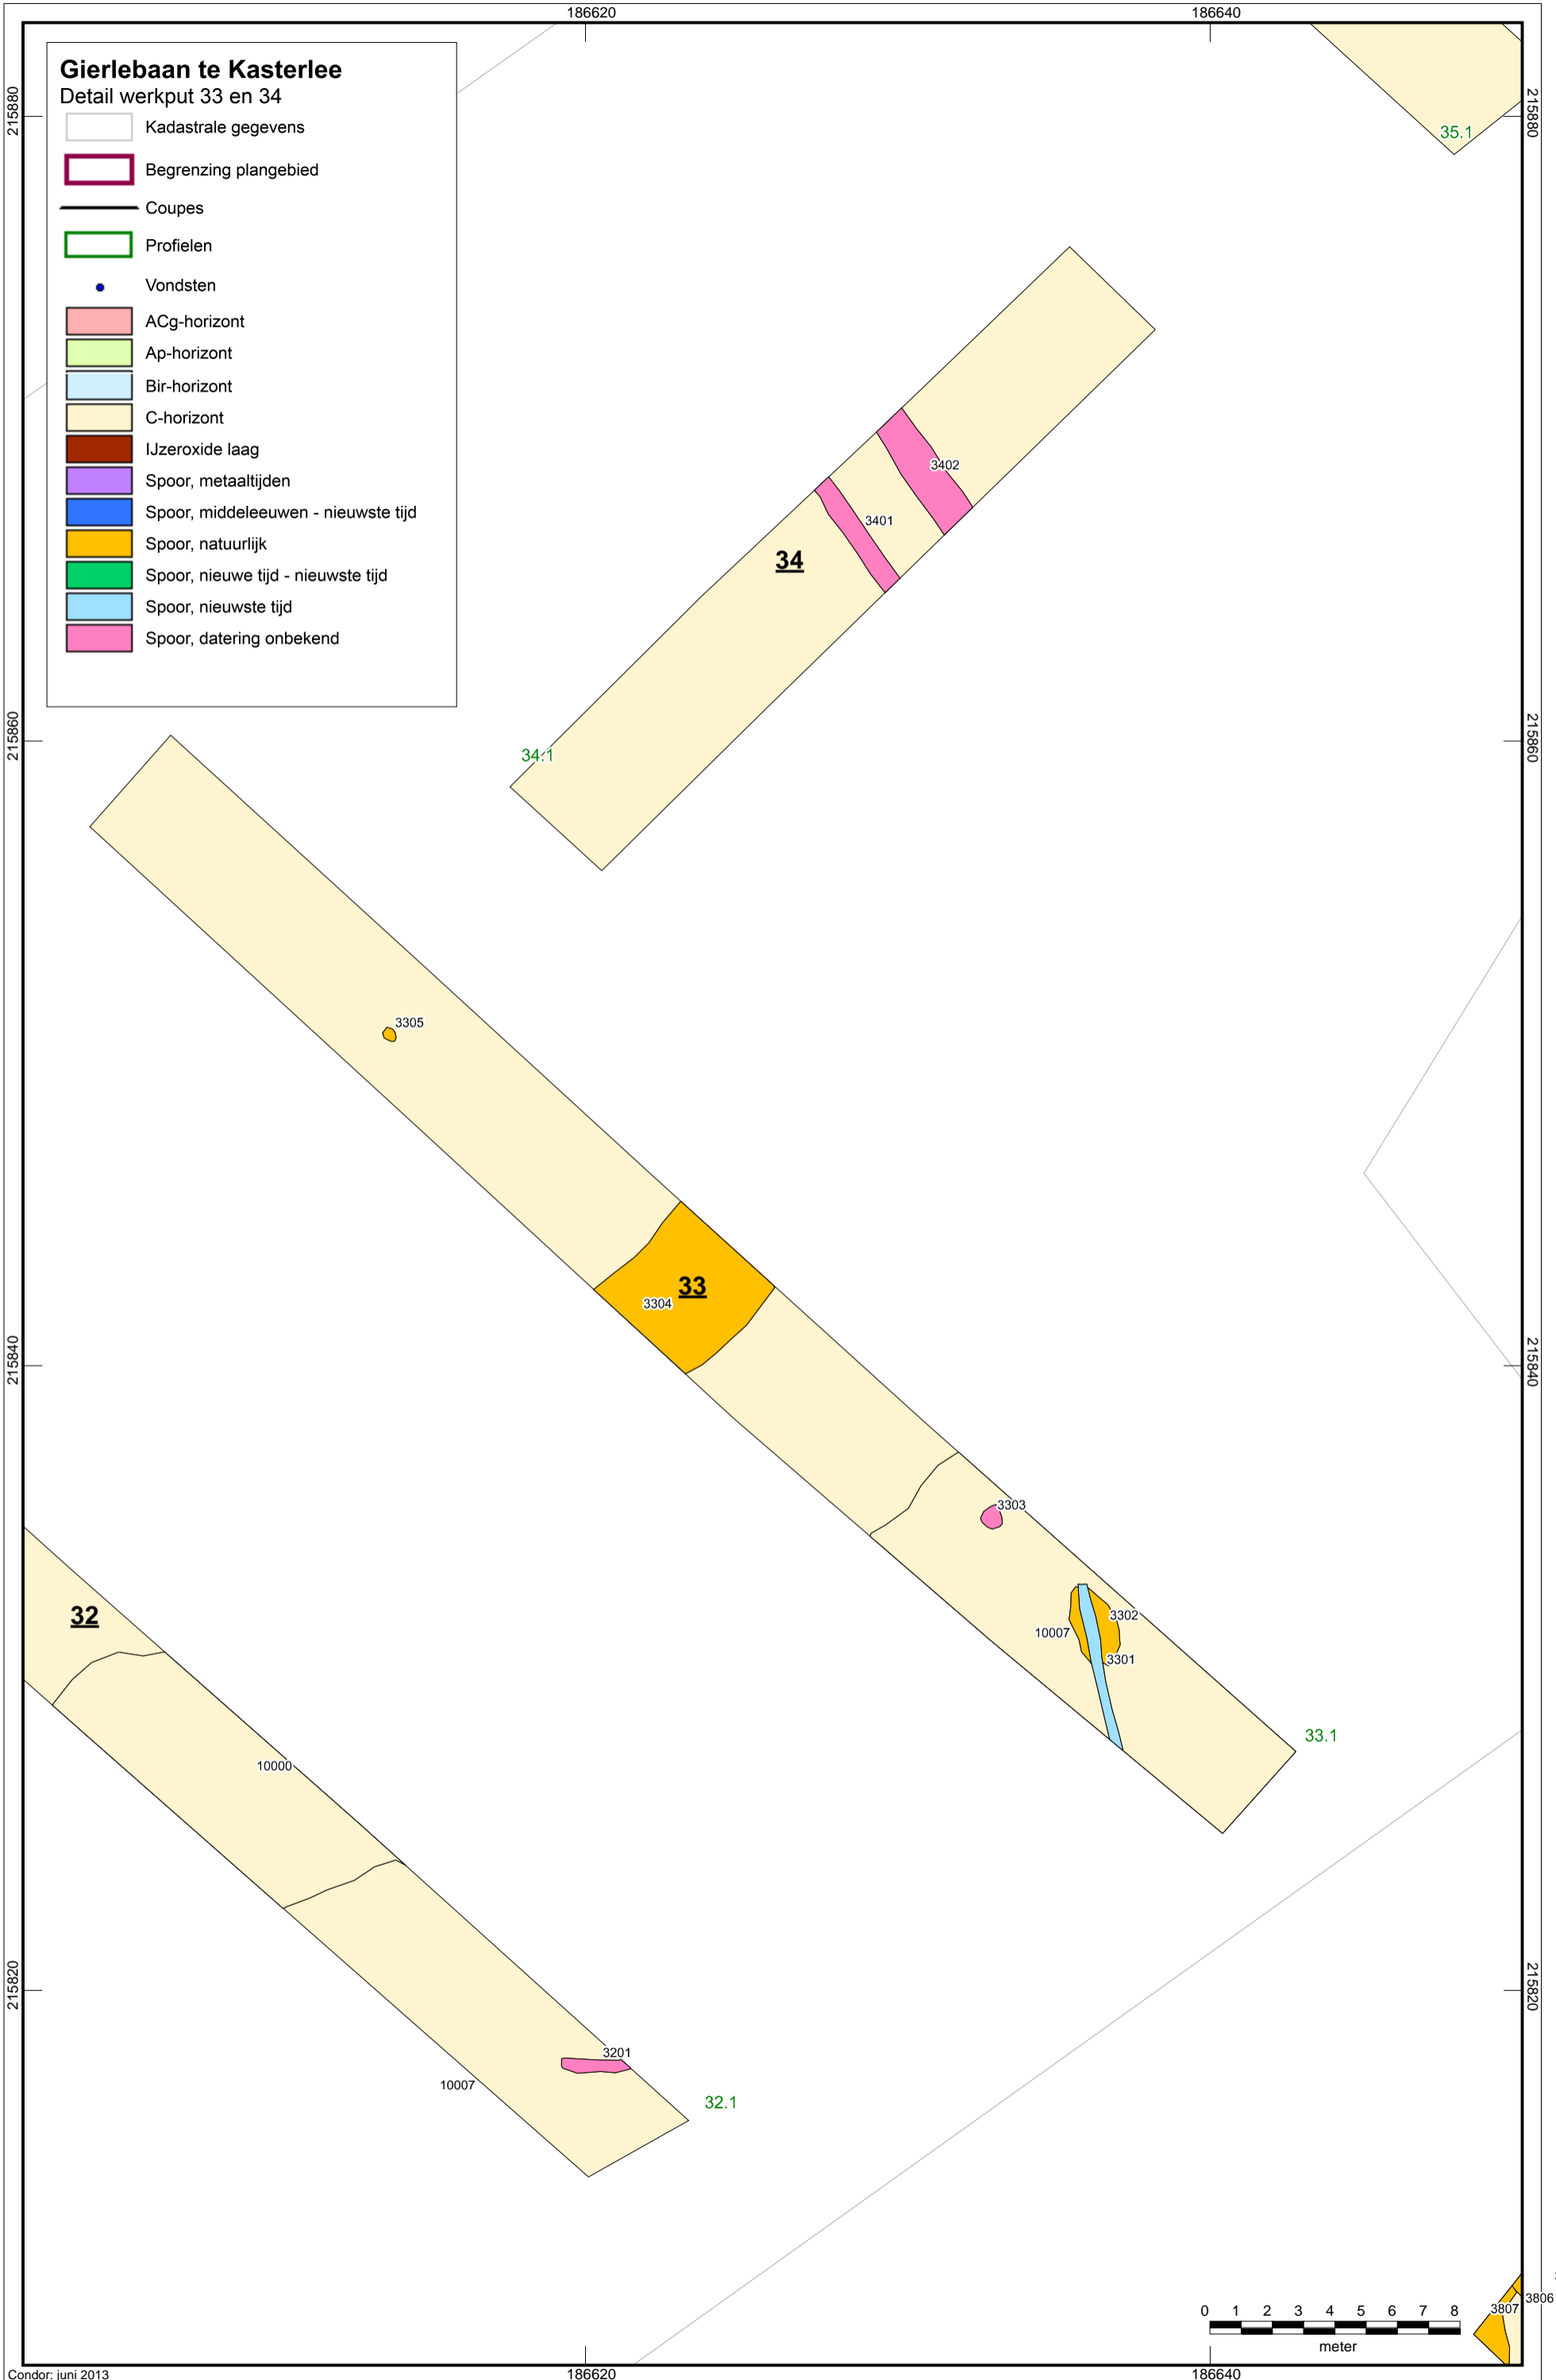 186620
186640
Gierlebaan te Kasterlee
Detail werkput 33 en 34
Kadastrale gegevens
Begrenzing plangebied
Coupes
Profielen
Vondsten
ACg-horizont
Ap-horizont
Bir-horizont
C-horizont
IJzeroxide laag
Spoor, metaaltijden
Spoor, middeleeuwen - nieuwste tijd
Spoor, natuurlijk
Spoor, nieuwe tijd - nieuwste tijd
Spoor, nieuwste tijd
Spoor, datering onbekend
215880
215880
35.1
3402
3401
34
215860
34.1
215860
3305
33
3304
215840
215840
3303
32
3302
10007
3301
33.1
10000
215820
215820
3201
10007
32.1
3806
3807
0 1 2 3 4 5 6 7 8
meter
Condor: juni 2013
186620
186640